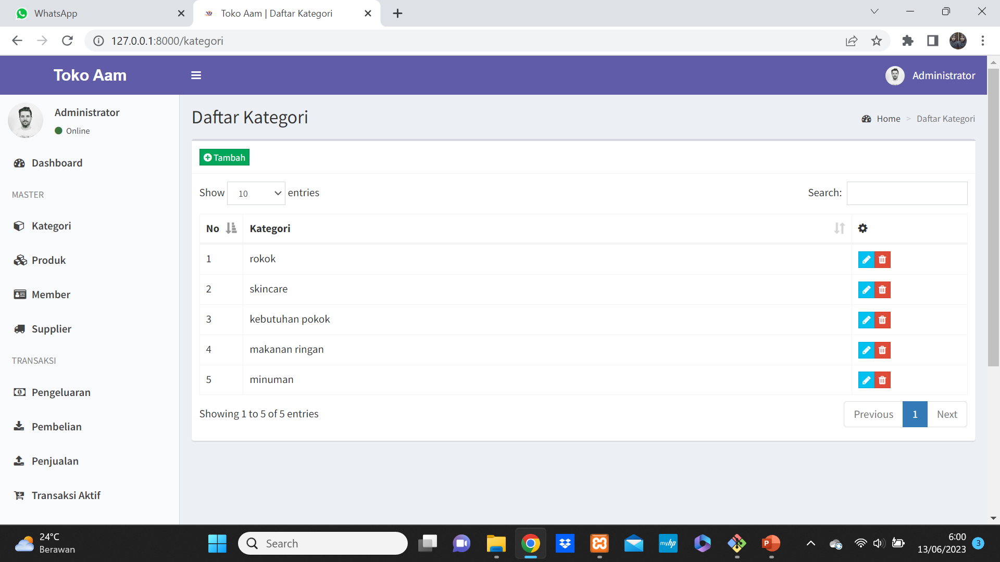 WhatsApp
Toko Aam | Daftar Kategori
127.0.0.1:8000/kategori
Toko Aam
Administrator
Administrator
Online
Dashboard
MASTER
Kategori
Produk
Member
Supplier
TRANSAKSI
Pengeluaran
Pembelian
Penjualan
Transaksi Aktif
Daftar Kategori
Home > Daftar Kategori
Tambah
Show 10 entries
Search:
No Kategori
1 rokok
2 skincare
3 kebutuhan pokok
4 makanan ringan
5 minuman
Showing 1 to 5 of 5 entries
Previous 1 Next
24°C
Berawan
Search
myhp
P
6:00
13/06/2023
3